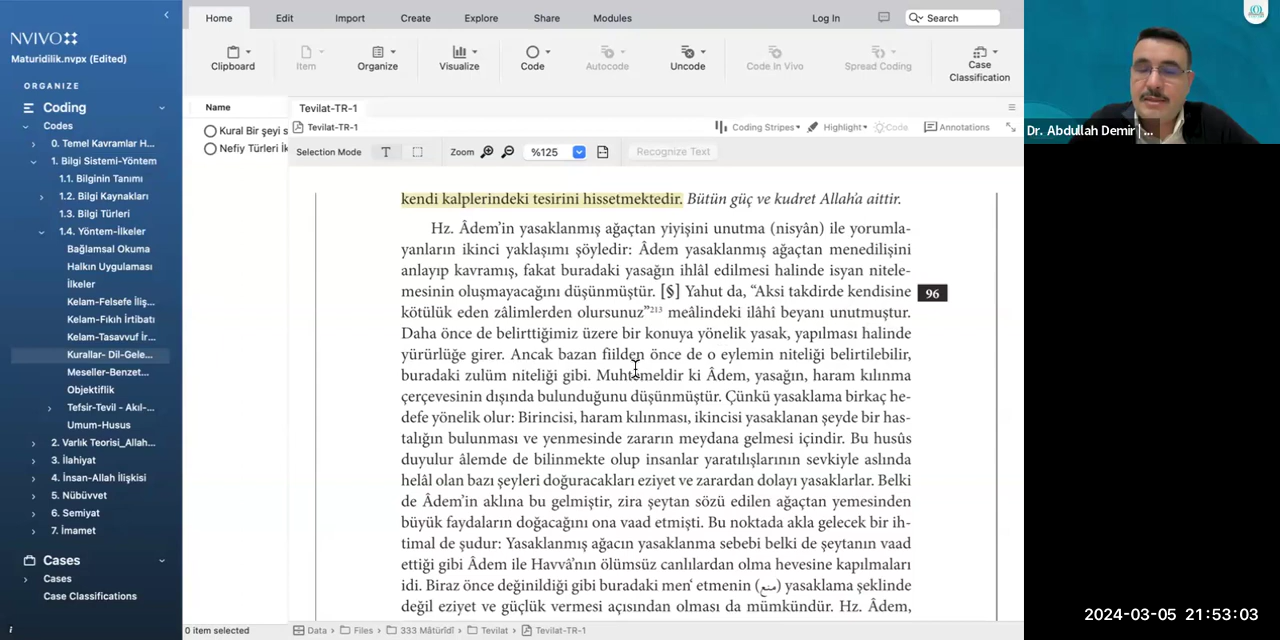 NVIVO
Maturidilik.nvpx (Edited)
ORGANIZE
Coding
Codes
0. Temel Kavramlar H...
1. Bilgi Sistemi-Yöntem
1.1. Bilginin Tanımı
1.2. Bilgi Kaynakları
1.3. Bilgi Türleri
1.4. Yöntem-İlkeler
Bağlamsal Okuma
Halkın Uygulaması
İlkeler
Kelam-Felsefe İliş...
Kelam-Fıkıh İrtibatı
Kelam-Tasavvuf İr...
Kurallar- Dil-Gele...
Meseller-Benzet...
Objektiflik
Tefsir-Tevil - Akıl-...
Umum-Husus
2. Varlık Teorisi_Allah...
3. İlahiyat
4. İnsan-Allah İlişkisi
5. Nübüvvet
6. Semiyat
7. İmamet
Cases
Cases
Case Classifications
Home Edit Import Create Explore Share Modules Log In Search
Clipboard Item Organize Visualize Code Autocode Uncode Code In Vivo Spread Coding Case Classification
Name
Kural Bir şeyi s
Nefiy Türleri İk
0 item selected
Tevilat-TR-1
Tevilat-TR-1 Coding Stripes Highlight Code Annotations
Selection Mode T Zoom %125 Recognize Text
kendi kalplerindeki tesirini hissetmektedir. Bütün güç ve kudret Allah'a aittir.
Hz. Âdem'in yasaklanmış ağaçtan yiyişini unutma (nisyân) ile yorumla-
yanların ikinci yaklaşımı şöyledir: Âdem yasaklanmış ağaçtan menedilişini
anlayıp kavramış, fakat buradaki yasağın ihlâl edilmesi halinde isyan nitele-
mesinin oluşmayacağını düşünmüştür. [§] Yahut da, “Aksi takdirde kendisine
96
kötülük eden zâlimlerden olursunuz”213 meâlindeki ilâhî beyanı unutmuştur.
Daha önce de belirttiğimiz üzere bir konuya yönelik yasak, yapılması halinde
yürürlüğe girer. Ancak bazan fiilden önce de o eylemin niteliği belirtilebilir,
buradaki zulüm niteliği gibi. Muhtemeldir ki Âdem, yasağın, haram kılınma
çerçevesinin dışında bulunduğunu düşünmüştür. Çünkü yasaklama birkaç he-
defe yönelik olur: Birincisi, haram kılınması, ikincisi yasaklanan şeyde bir has-
talığın bulunması ve yenmesinde zararın meydana gelmesi içindir. Bu husûs
duyulur âlemde de bilinmekte olup insanlar yaratılışlarının sevkiyle aslında
helâl olan bazı şeyleri doğuracakları eziyet ve zarardan dolayı yasaklarlar. Belki
de Âdem'in aklına bu gelmiştir, zira şeytan sözü edilen ağaçtan yemesinden
büyük faydaların doğacağını ona vaad etmişti. Bu noktada akla gelecek bir ih-
timal de şudur: Yasaklanmış ağacın yasaklanma sebebi belki de şeytanın vaad
ettiği gibi Âdem ile Havvâ'nın ölümsüz canlılardan olma hevesine kapılmaları
idi. Biraz önce değinildiği gibi buradaki men‘ etmenin (منع) yasaklama şeklinde
değil eziyet ve güçlük vermesi açısından olması da mümkündür. Hz. Âdem,
Data Files 333 Mâtürîdî Tevilat Tevilat-TR-1
Dr. Abdullah Demir | ...
2024-03-05 21:53:03